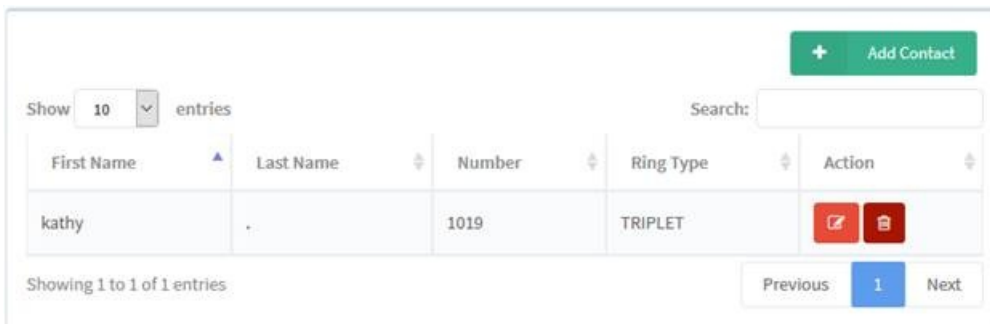 + Add Contact
Show 10 entries Search:
First Name Last Name Number Ring Type Action
kathy . 1019 TRIPLET
Showing 1 to 1 of 1 entries Previous 1 Next